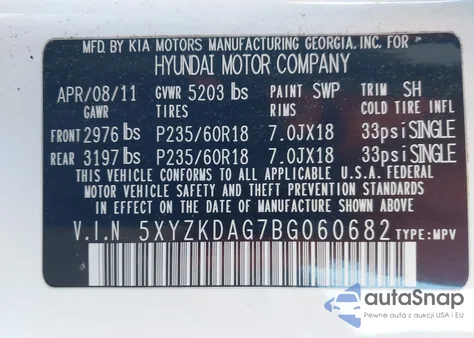 MFD. BY KIA MOTORS MANUFACTURING GEORGIA, INC. FOR
HYUNDAI MOTOR COMPANY
APR/08/11 GVWR 5203 lbs PAINT SWP TRIM SH
GAWR TIRES RIMS COLD TIRE INFL
FRONT 2976 lbs P235/60R18 7.0JX18 33psi SINGLE
REAR 3197 lbs P235/60R18 7.0JX18 33psi SINGLE
THIS VEHICLE CONFORMS TO ALL APPLICABLE U.S.A. FEDERAL
MOTOR VEHICLE SAFETY AND THEFT PREVENTION STANDARDS
IN EFFECT ON THE DATE OF MANUFACTURE SHOWN ABOVE.
V.I.N 5XYZKDAG7BG060682 TYPE: MPV
autoSnap
Pewne auta z aukcji USA i EU